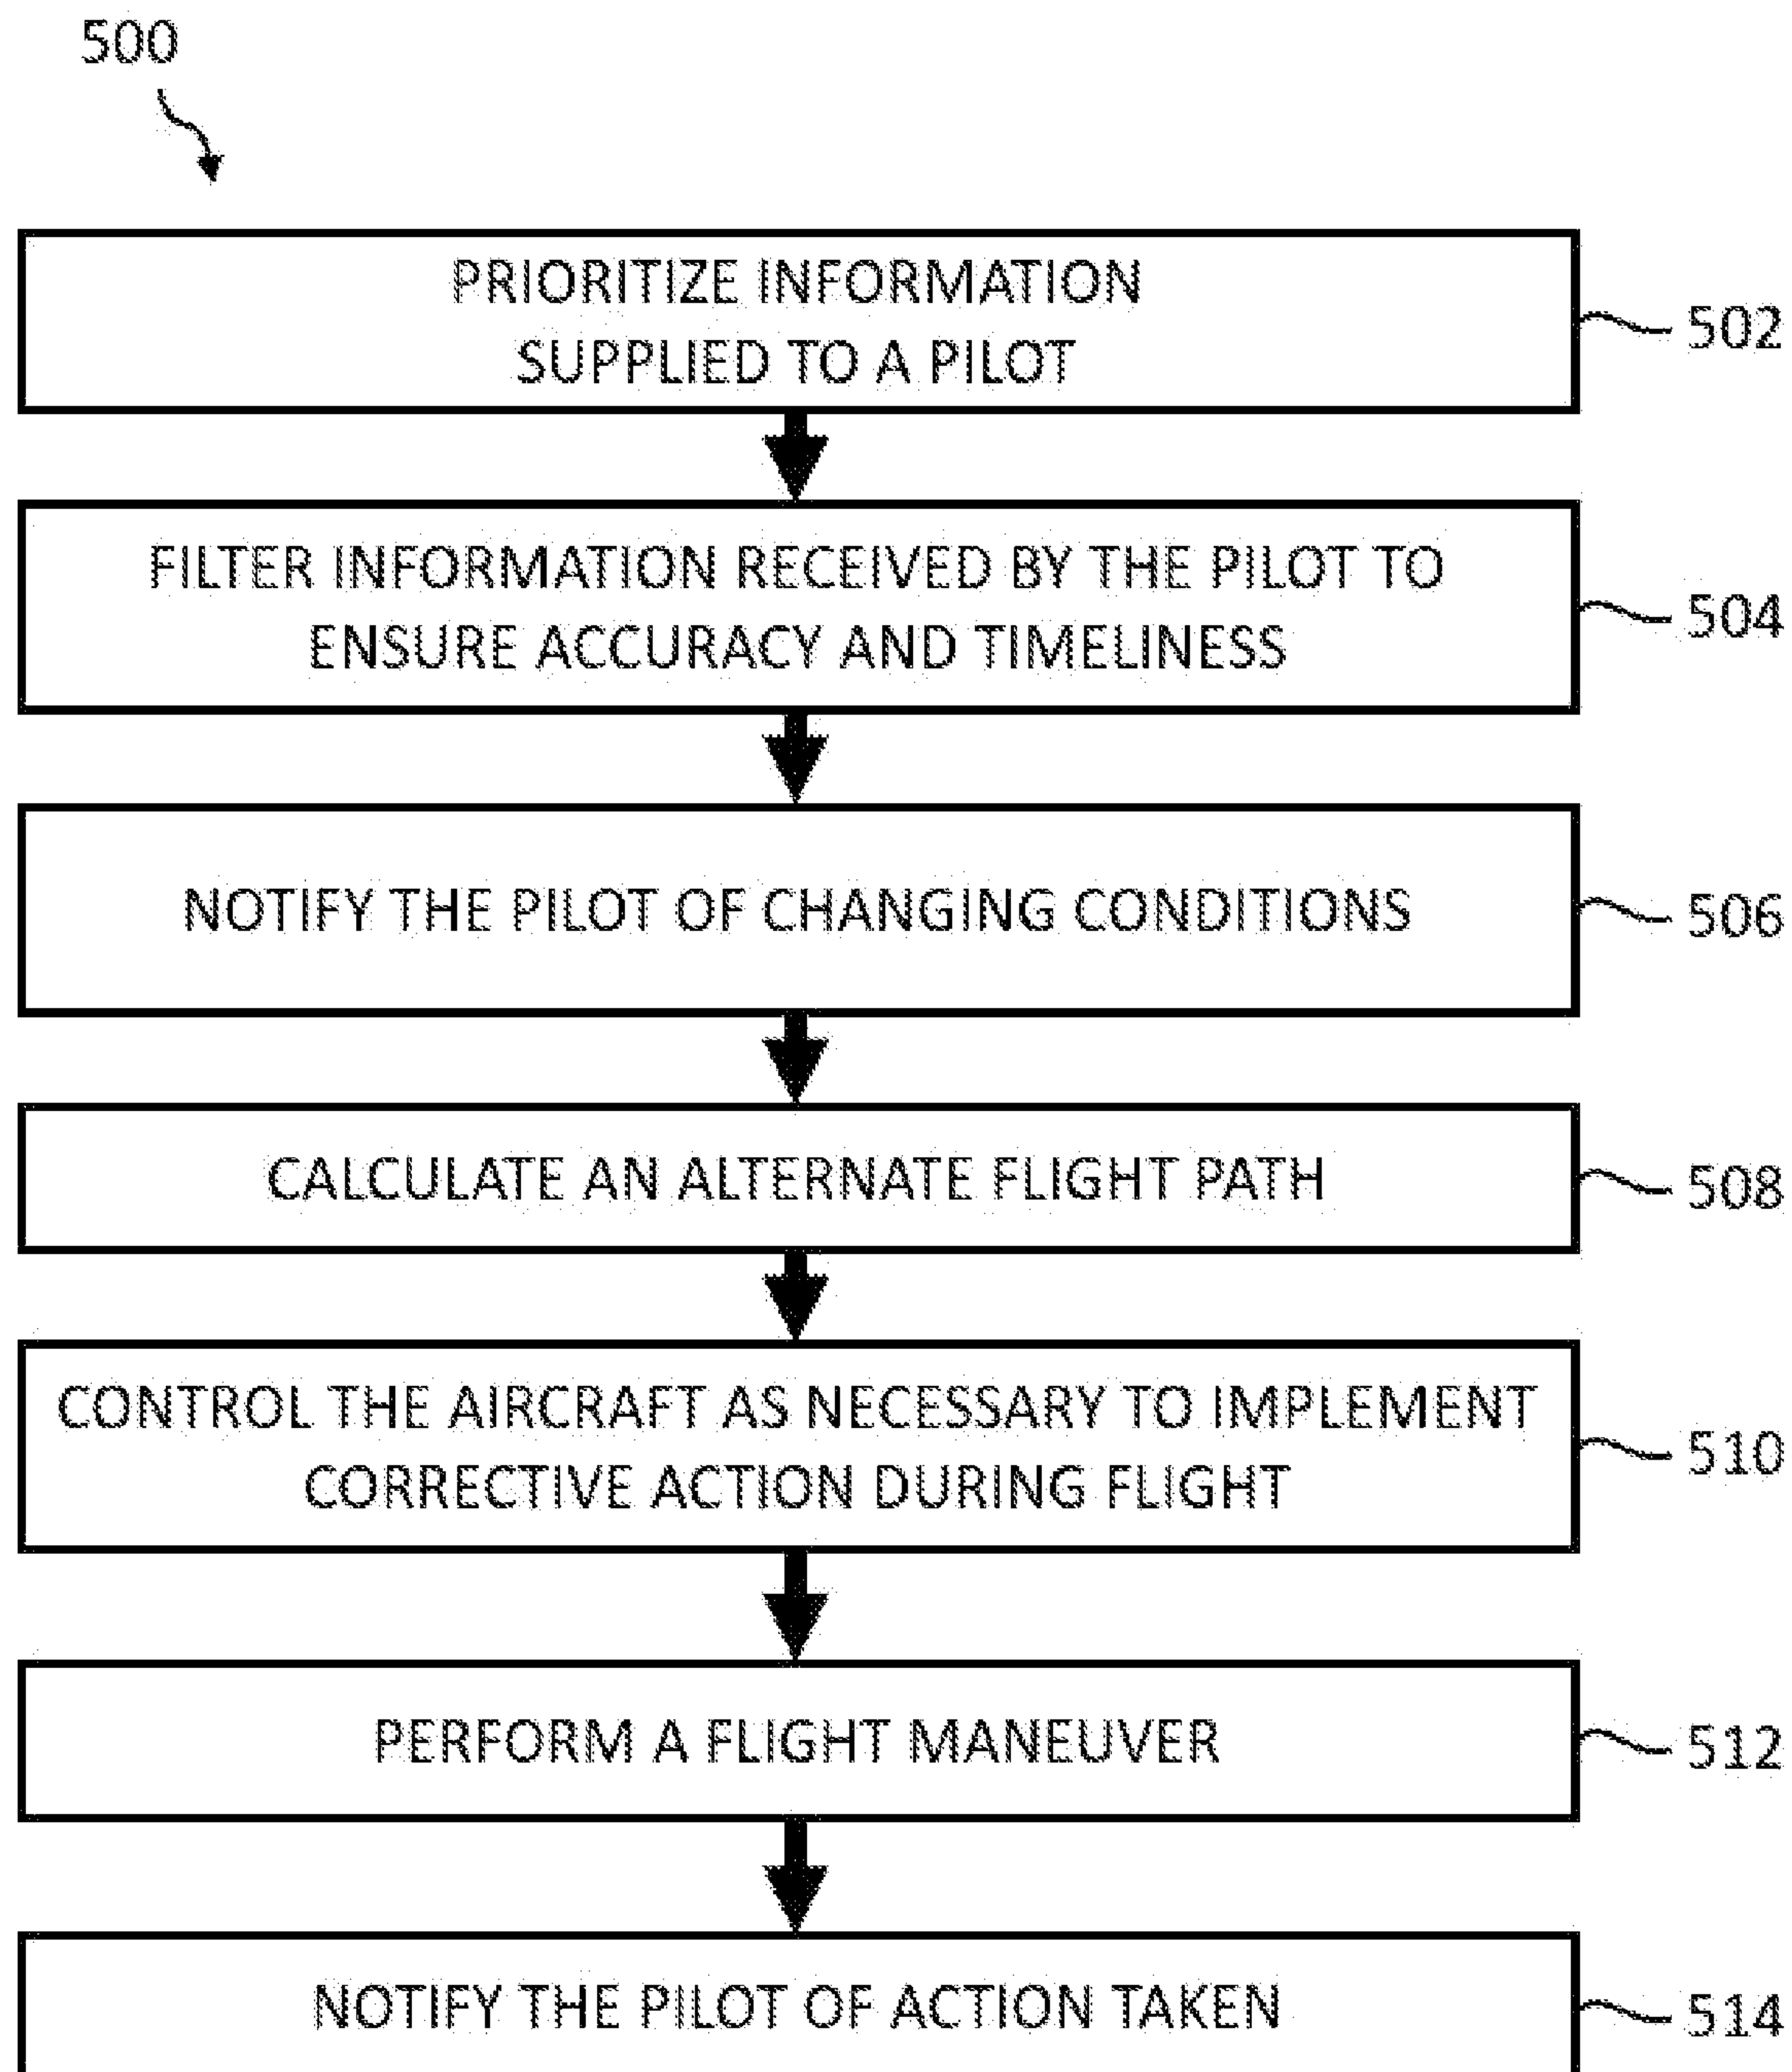 500
PRIORITIZE INFORMATION
SUPPLIED TO A PILOT
502
FILTER INFORMATION RECEIVED BY THE PILOT TO
ENSURE ACCURACY AND TIMELINESS
504
NOTIFY THE PILOT OF CHANGING CONDITIONS
506
CALCULATE AN ALTERNATE FLIGHT PATH
508
CONTROL THE AIRCRAFT AS NECESSARY TO IMPLEMENT
CORRECTIVE ACTION DURING FLIGHT
510
PERFORM A FLIGHT MANEUVER
512
NOTIFY THE PILOT OF ACTION TAKEN
514